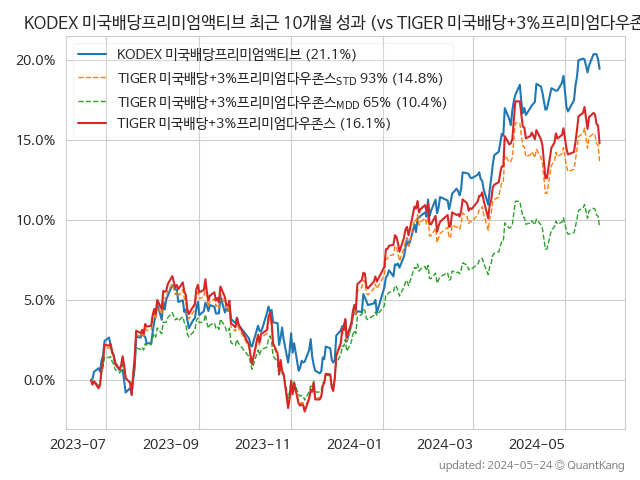 KODEX 미국배당프리미엄액티브 최근 10개월 성과 (vs TIGER 미국배당+3%프리미엄다우존
KODEX 미국배당프리미엄액티브 (21.1%)
TIGER 미국배당+3%프리미엄다우존스STD 93% (14.8%)
TIGER 미국배당+3%프리미엄다우존스MDD 65% (10.4%)
TIGER 미국배당+3%프리미엄다우존스 (16.1%)
20.0%
15.0%
10.0%
5.0%
0.0%
2023-07 2023-09 2023-11 2024-01 2024-03 2024-05
updated: 2024-05-24 © QuantKang